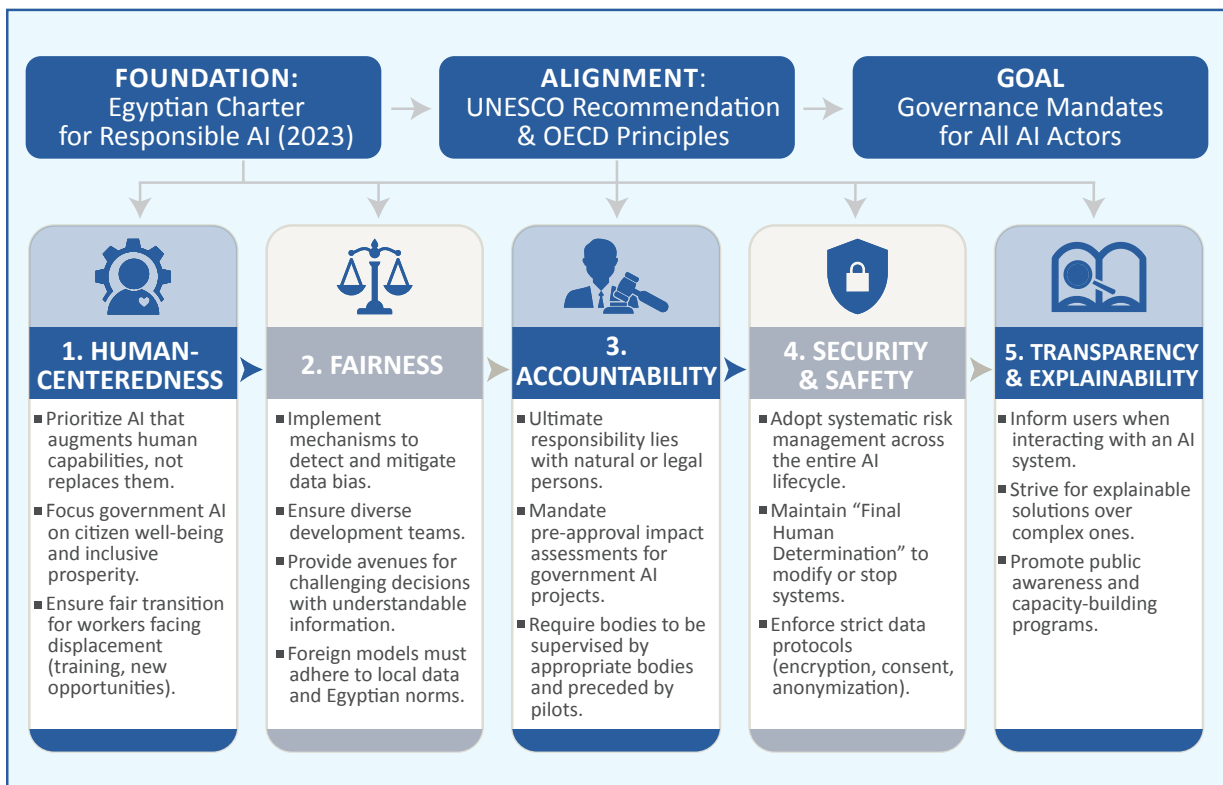 FOUNDATION:
Egyptian Charter
for Responsible AI (2023)
ALIGNMENT:
UNESCO Recommendation
& OECD Principles
GOAL
Governance Mandates
for All AI Actors
1. HUMAN-
CENTEREDNESS
▪ Prioritize AI that
augments human
capabilities, not
replaces them.
▪ Focus government AI
on citizen well-being
and inclusive
prosperity.
▪ Ensure fair transition
for workers facing
displacement
(training, new
opportunities).
2. FAIRNESS
▪ Implement
mechanisms to
detect and mitigate
data bias.
▪ Ensure diverse
development teams.
▪ Provide avenues for
challenging decisions
with understandable
information.
▪ Foreign models must
adhere to local data
and Egyptian norms.
3.
ACCOUNTABILITY
▪ Ultimate
responsibility lies
with natural or legal
persons.
▪ Mandate
pre-approval impact
assessments for
government AI
projects.
▪ Require bodies to be
supervised by
appropriate bodies
and preceded by
pilots.
4. SECURITY
& SAFETY
▪ Adopt systematic risk
management across
the entire AI
lifecycle.
▪ Maintain “Final
Human
Determination” to
modify or stop
systems.
▪ Enforce strict data
protocols
(encryption, consent,
anonymization).
5. TRANSPARENCY
& EXPLAINABILITY
▪ Inform users when
interacting with an AI
system.
▪ Strive for explainable
solutions over
complex ones.
▪ Promote public
awareness and
capacity-building
programs.